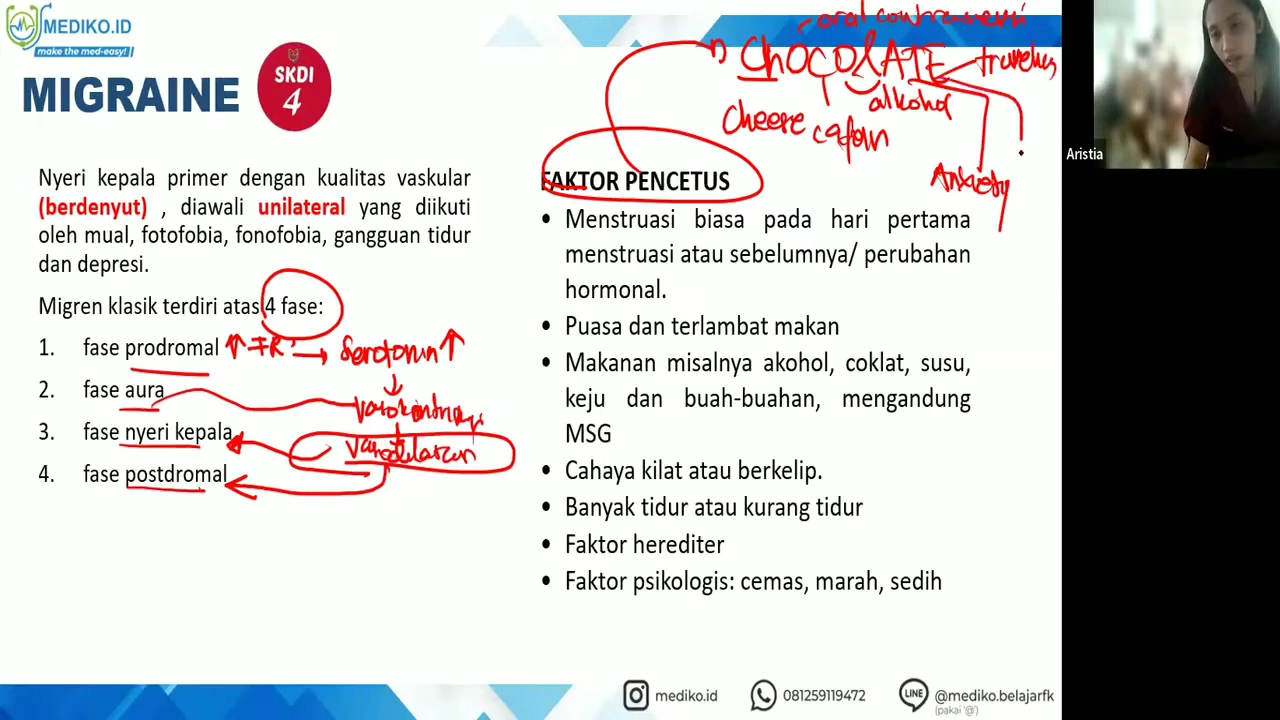 MEDIKO.ID
make the med-easy!
MIGRAINE
SKDI
4
Nyeri kepala primer dengan kualitas vaskular
(berdenyut) , diawali unilateral yang diikuti
oleh mual, fotofobia, fonofobia, gangguan tidur
dan depresi.
Migren klasik terdiri atas 4 fase:
1. fase prodromal
2. fase aura
3. fase nyeri kepala
4. fase postdromal
Serotonin ↑
oral
CHOCOlATE
alkohol
cheese
Anxiety
FAKTOR PENCETUS
• Menstruasi biasa pada hari pertama
menstruasi atau sebelumnya/ perubahan
hormonal.
• Puasa dan terlambat makan
• Makanan misalnya akohol, coklat, susu,
keju dan buah-buahan, mengandung
MSG
• Cahaya kilat atau berkelip.
• Banyak tidur atau kurang tidur
• Faktor herediter
• Faktor psikologis: cemas, marah, sedih
Aristia
mediko.id
081259119472
LINE
@mediko.belajarfk
(pakai '@')